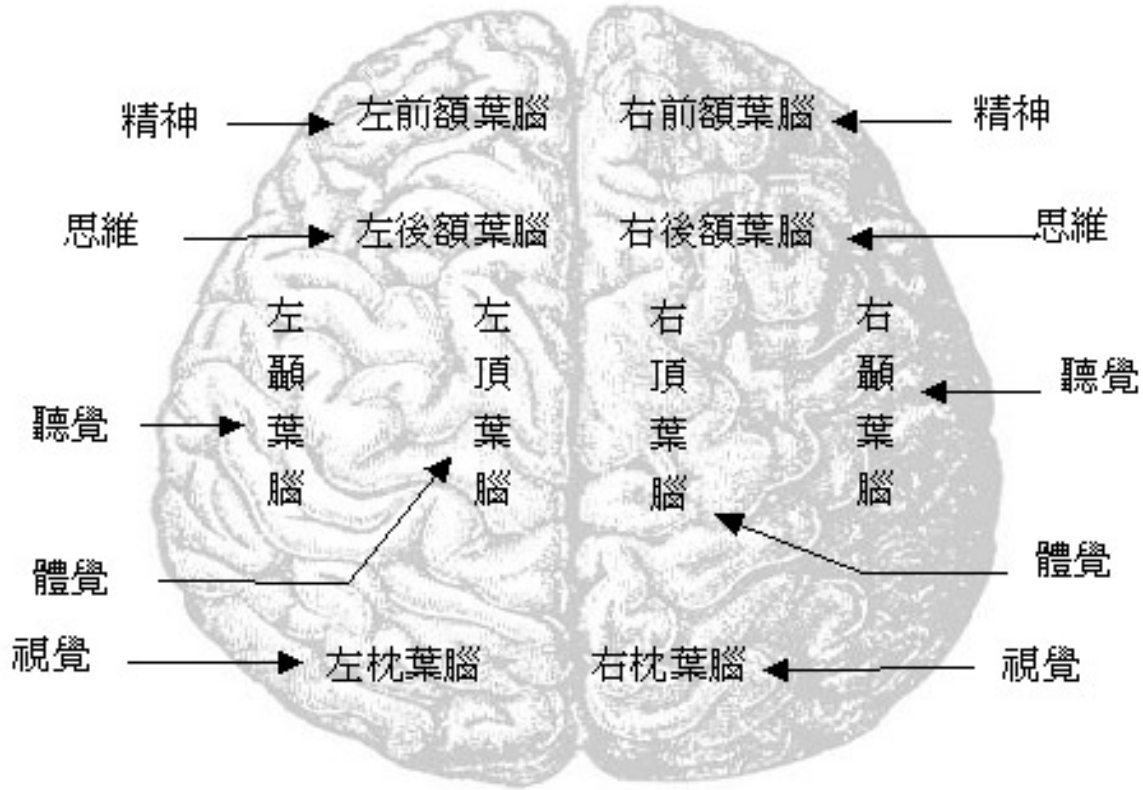 精神 左前額葉腦 右前額葉腦 精神
思維 左後額葉腦 右後額葉腦 思維
左顳葉腦
左頂葉腦
右頂葉腦
右顳葉腦
聽覺
聽覺
體覺
體覺
視覺 左枕葉腦 右枕葉腦 視覺